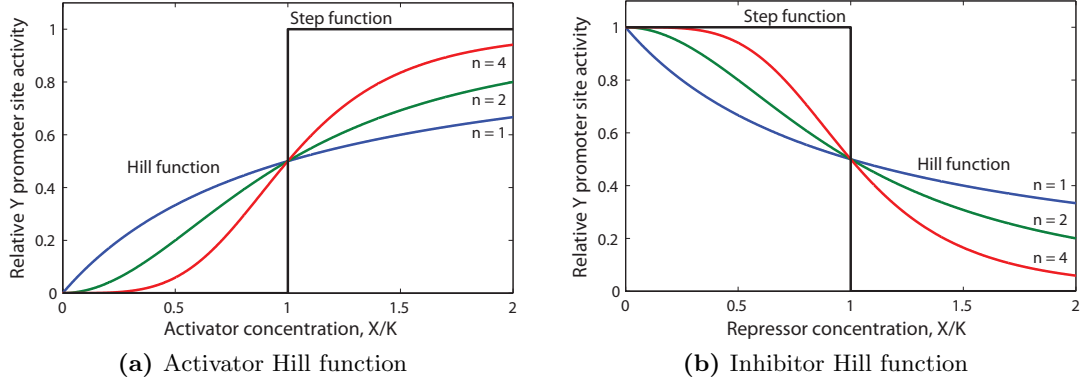 Relative Y promoter site activity
1
0.8
0.6
0.4
0.2
0
Step function
n = 4
n = 2
n = 1
Hill function
0 0.5 1 1.5 2
Activator concentration, X/K
(a) Activator Hill function
Relative Y promoter site activity
1
0.8
0.6
0.4
0.2
0
Step function
Hill function
n = 1
n = 2
n = 4
0 0.5 1 1.5 2
Repressor concentration, X/K
(b) Inhibitor Hill function